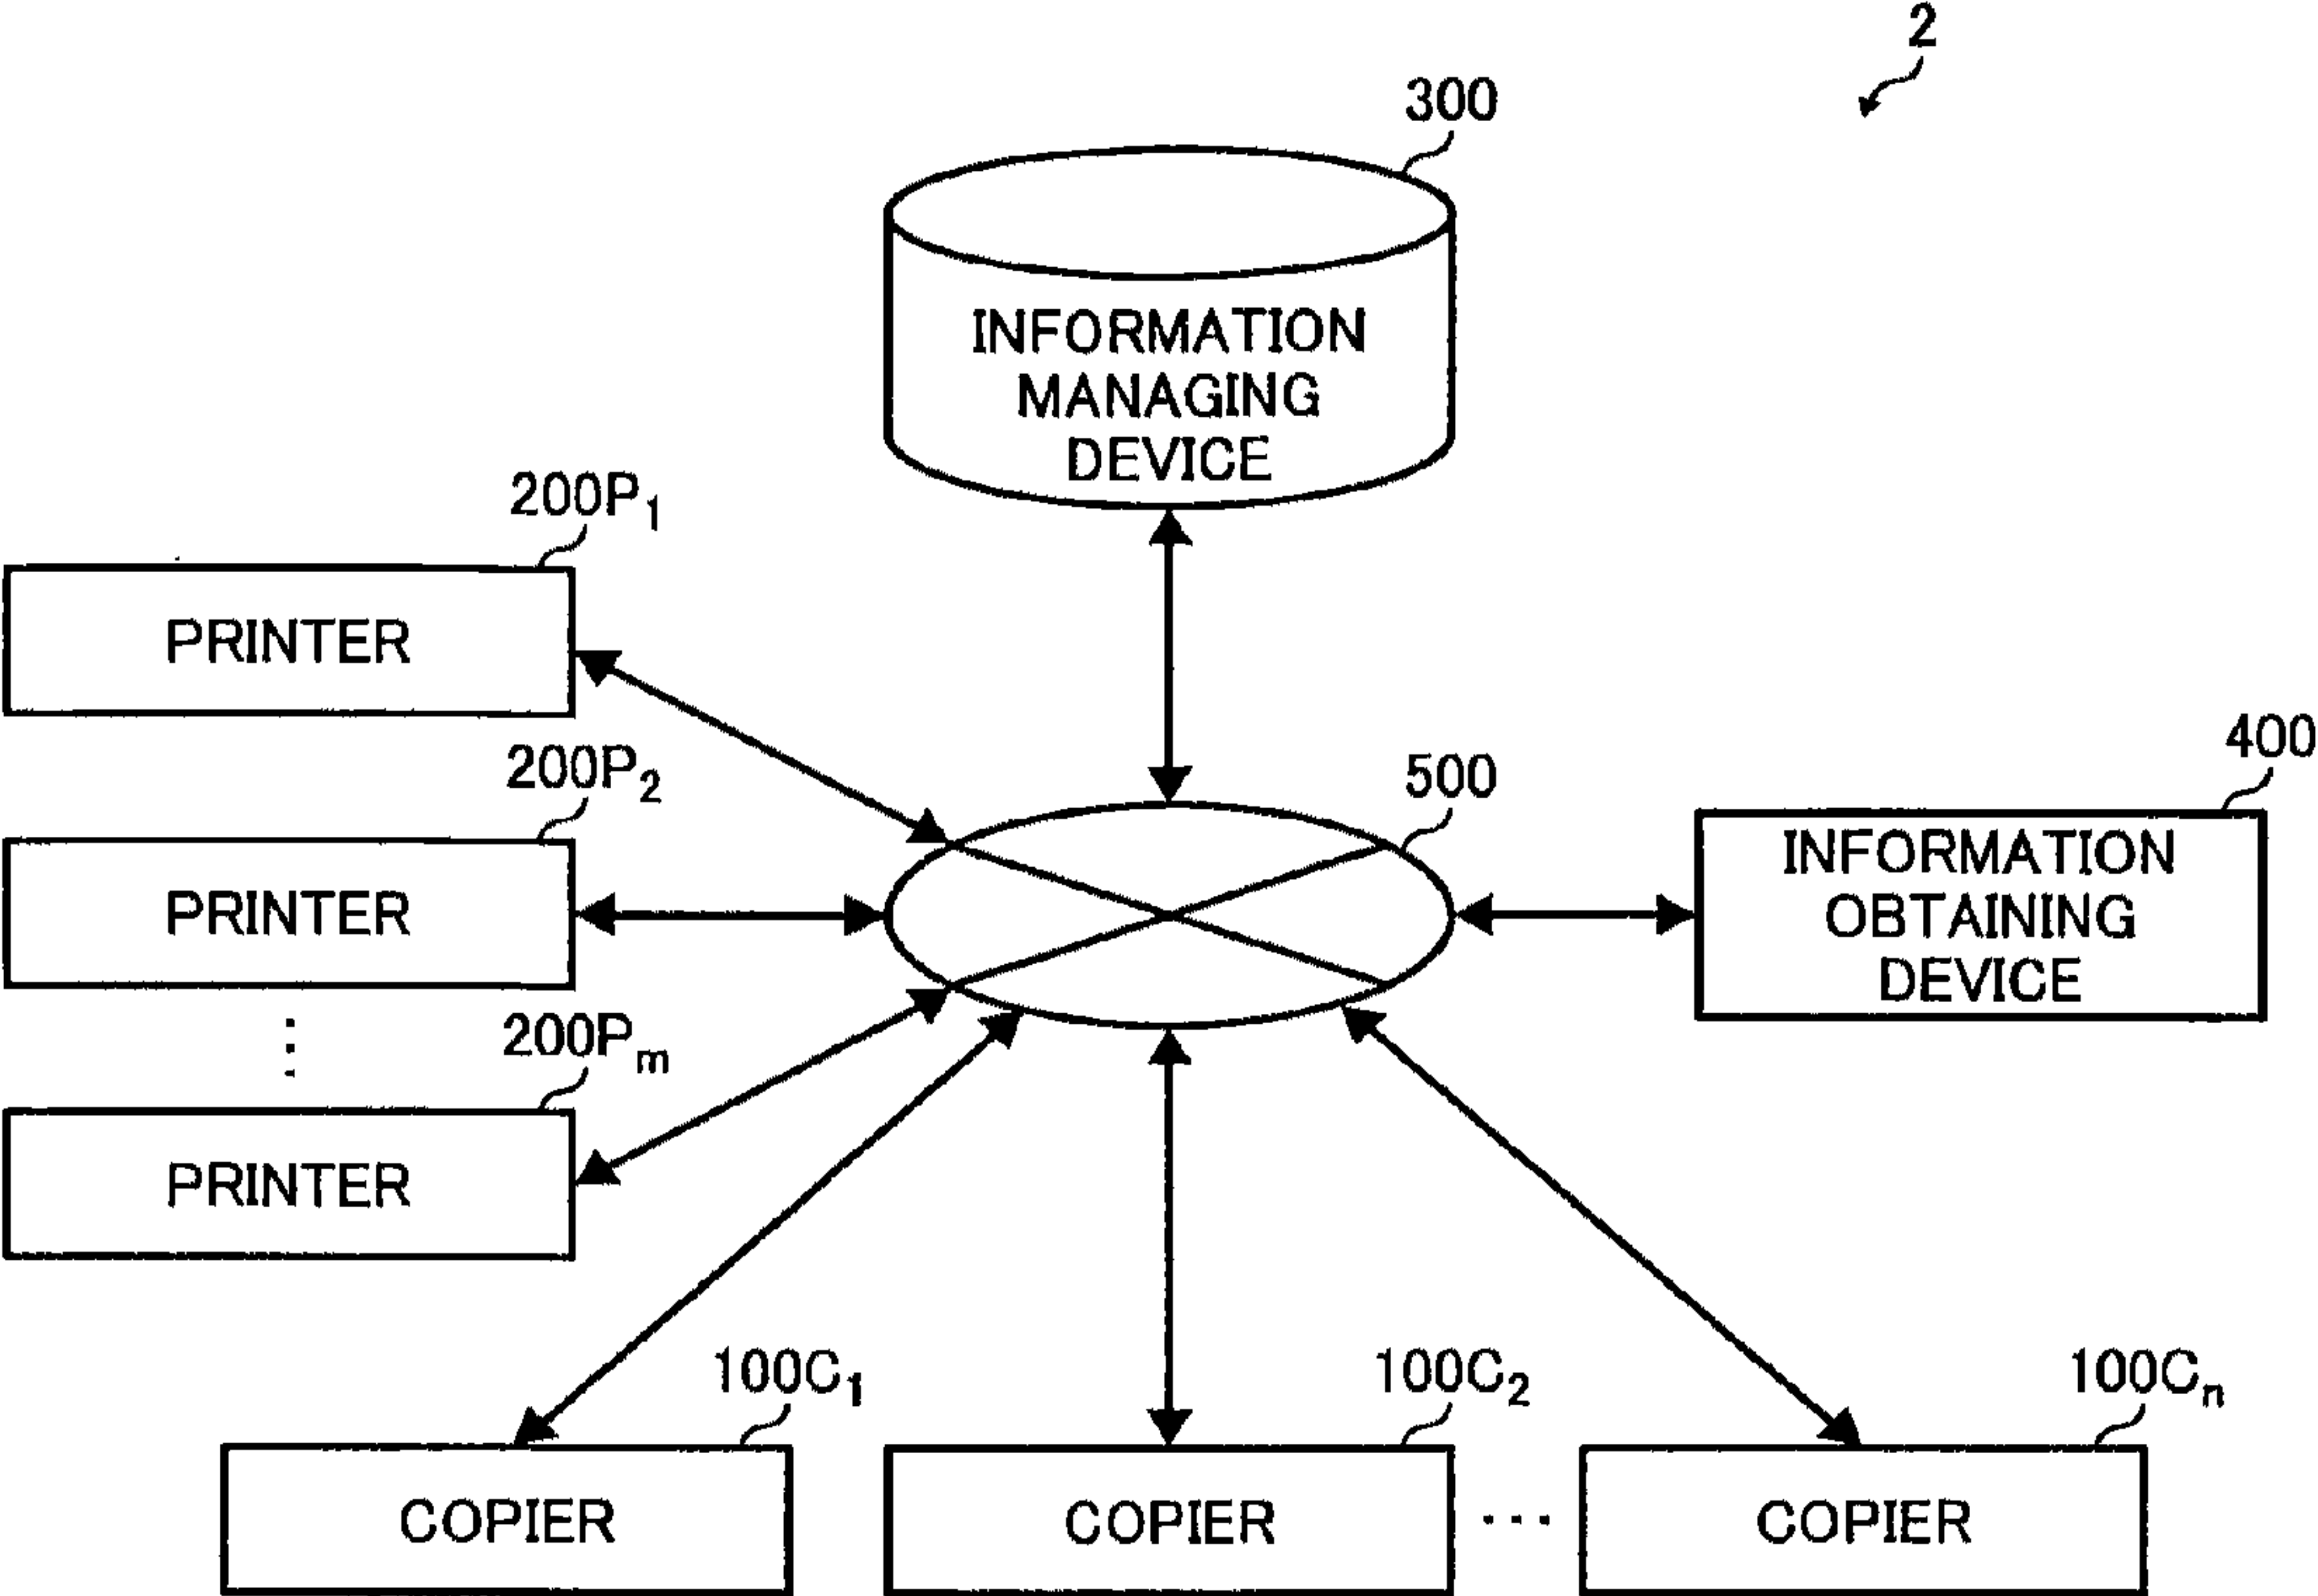 2
300
INFORMATION
MANAGING
DEVICE
200P1
PRINTER
200P2
PRINTER
200Pm
PRINTER
500
400
INFORMATION
OBTAINING
DEVICE
100C1
COPIER
100C2
COPIER
...
100Cn
COPIER